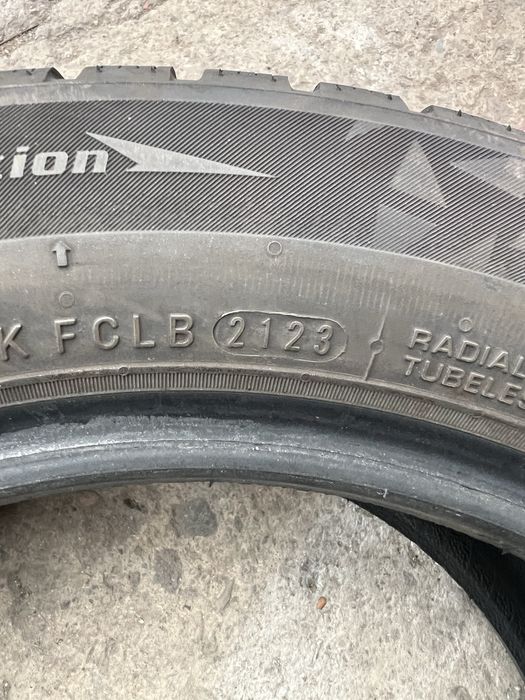 tion
K FCLB 2123
RADIAL
TUBELES